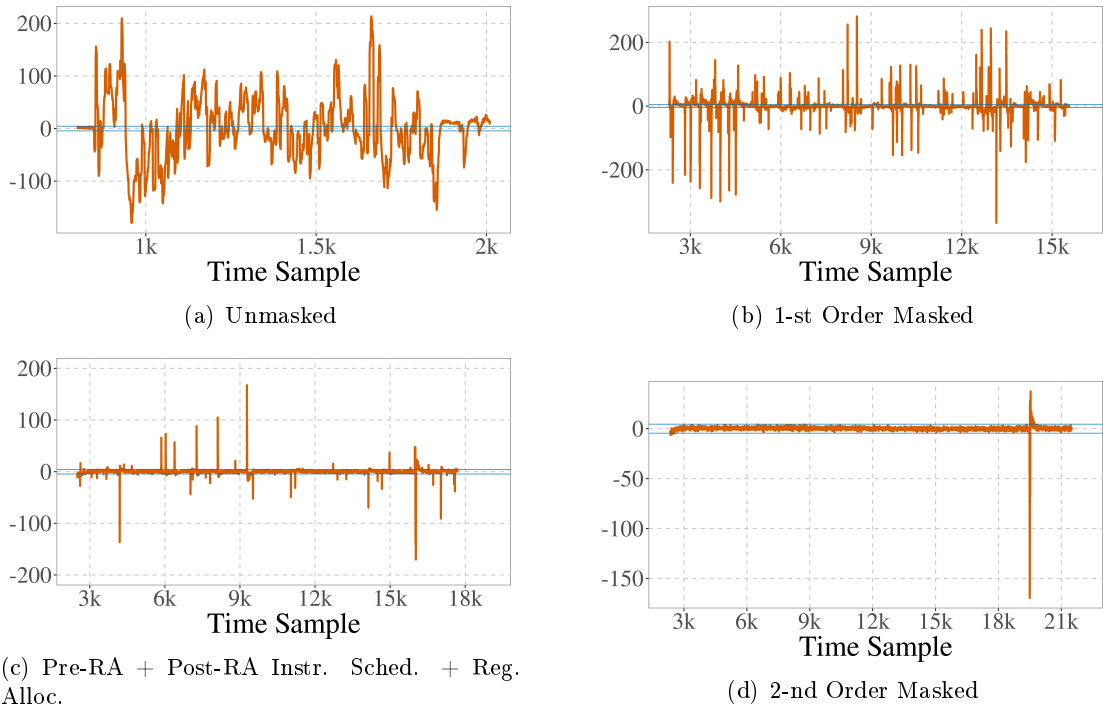 200
100
0
-100
1k
1.5k
2k
Time Sample
(a) Unmasked
200
0
-200
3k
6k
9k
12k
15k
Time Sample
(b) 1-st Order Masked
200
100
0
-100
-200
3k
6k
9k
12k
15k
18k
Time Sample
(c) Pre-RA + Post-RA Instr. Sched. + Reg.
Alloc.
0
-50
-100
-150
3k
6k
9k
12k
15k
18k
21k
Time Sample
(d) 2-nd Order Masked